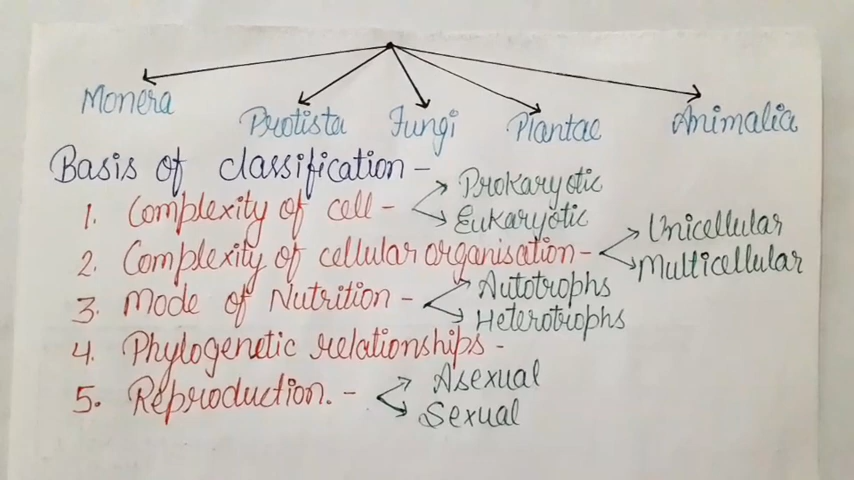 Monera Protista Fungi Plantae Animalia
Basis of classification -
1. Complexity of cell - Prokaryotic
Eukaryotic
2. Complexity of cellular organisation - Unicellular
Multicellular
3. Mode of Nutrition - Autotrophs
Heterotrophs
4. Phylogenetic relationships -
5. Reproduction. - Asexual
Sexual